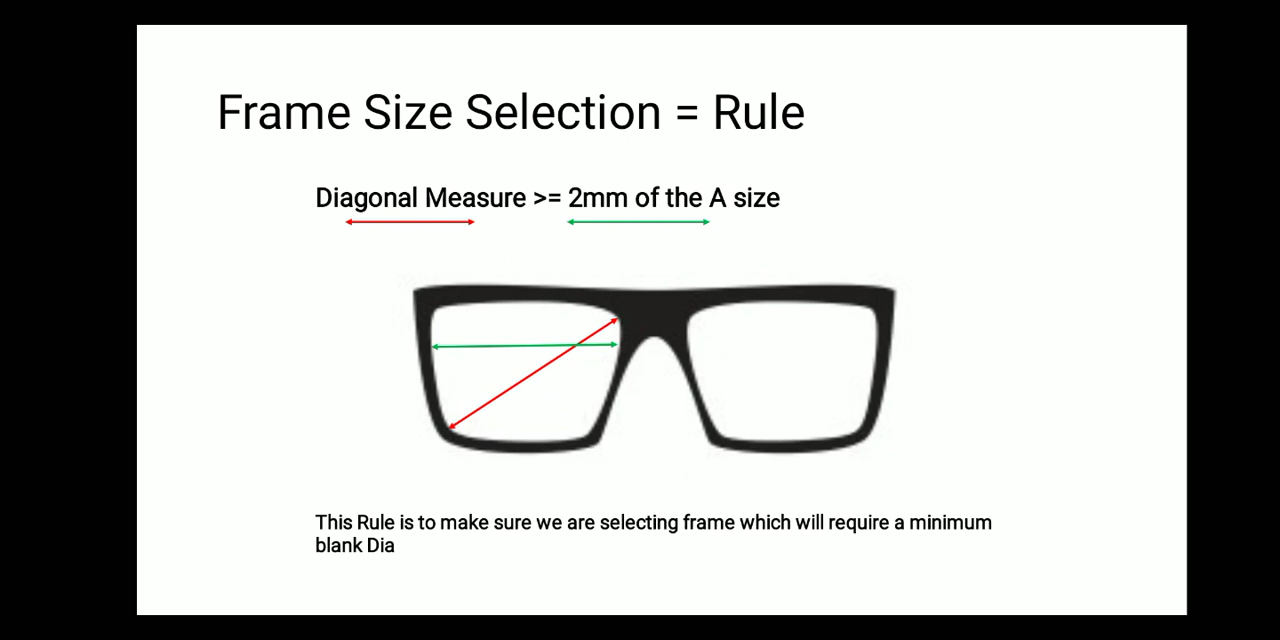 Frame Size Selection = Rule
Diagonal Measure >= 2mm of the A size
This Rule is to make sure we are selecting frame which will require a minimum
blank Dia